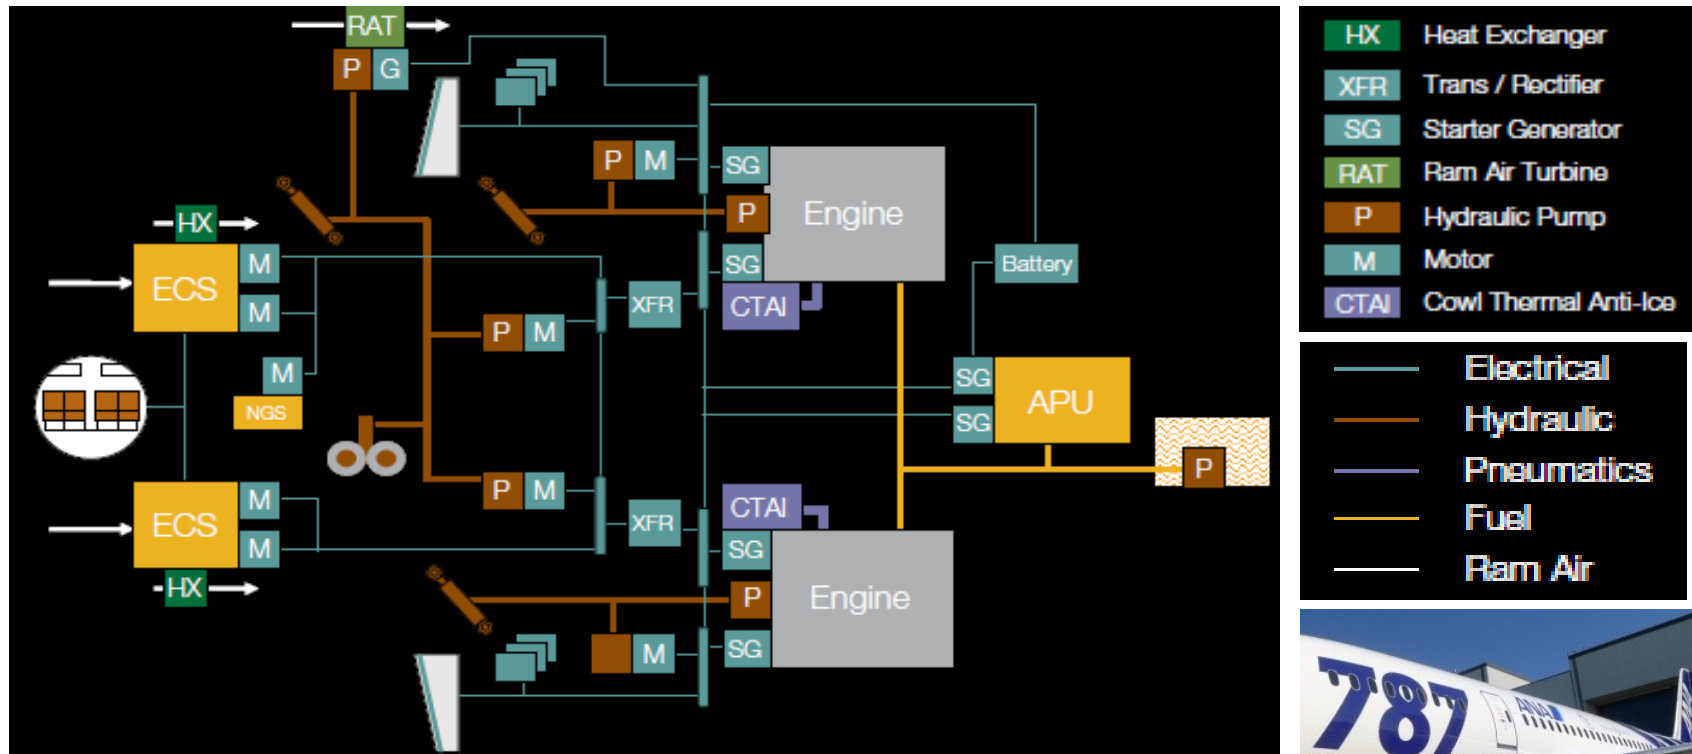 RAT
P G
P M
SG
P
Engine
SG
CTAI
HX
ECS
M
M
XFR
P M
Battery
M
NGS
SG
SG
APU
P
P M
XFR
CTAI
ECS
M
M
HX
SG
P
Engine
SG
M
HX Heat Exchanger
XFR Trans / Rectifier
SG Starter Generator
RAT Ram Air Turbine
P Hydraulic Pump
M Motor
CTAI Cowl Thermal Anti-Ice
Electrical
Hydraulic
Pneumatics
Fuel
Ram Air
787
ANA